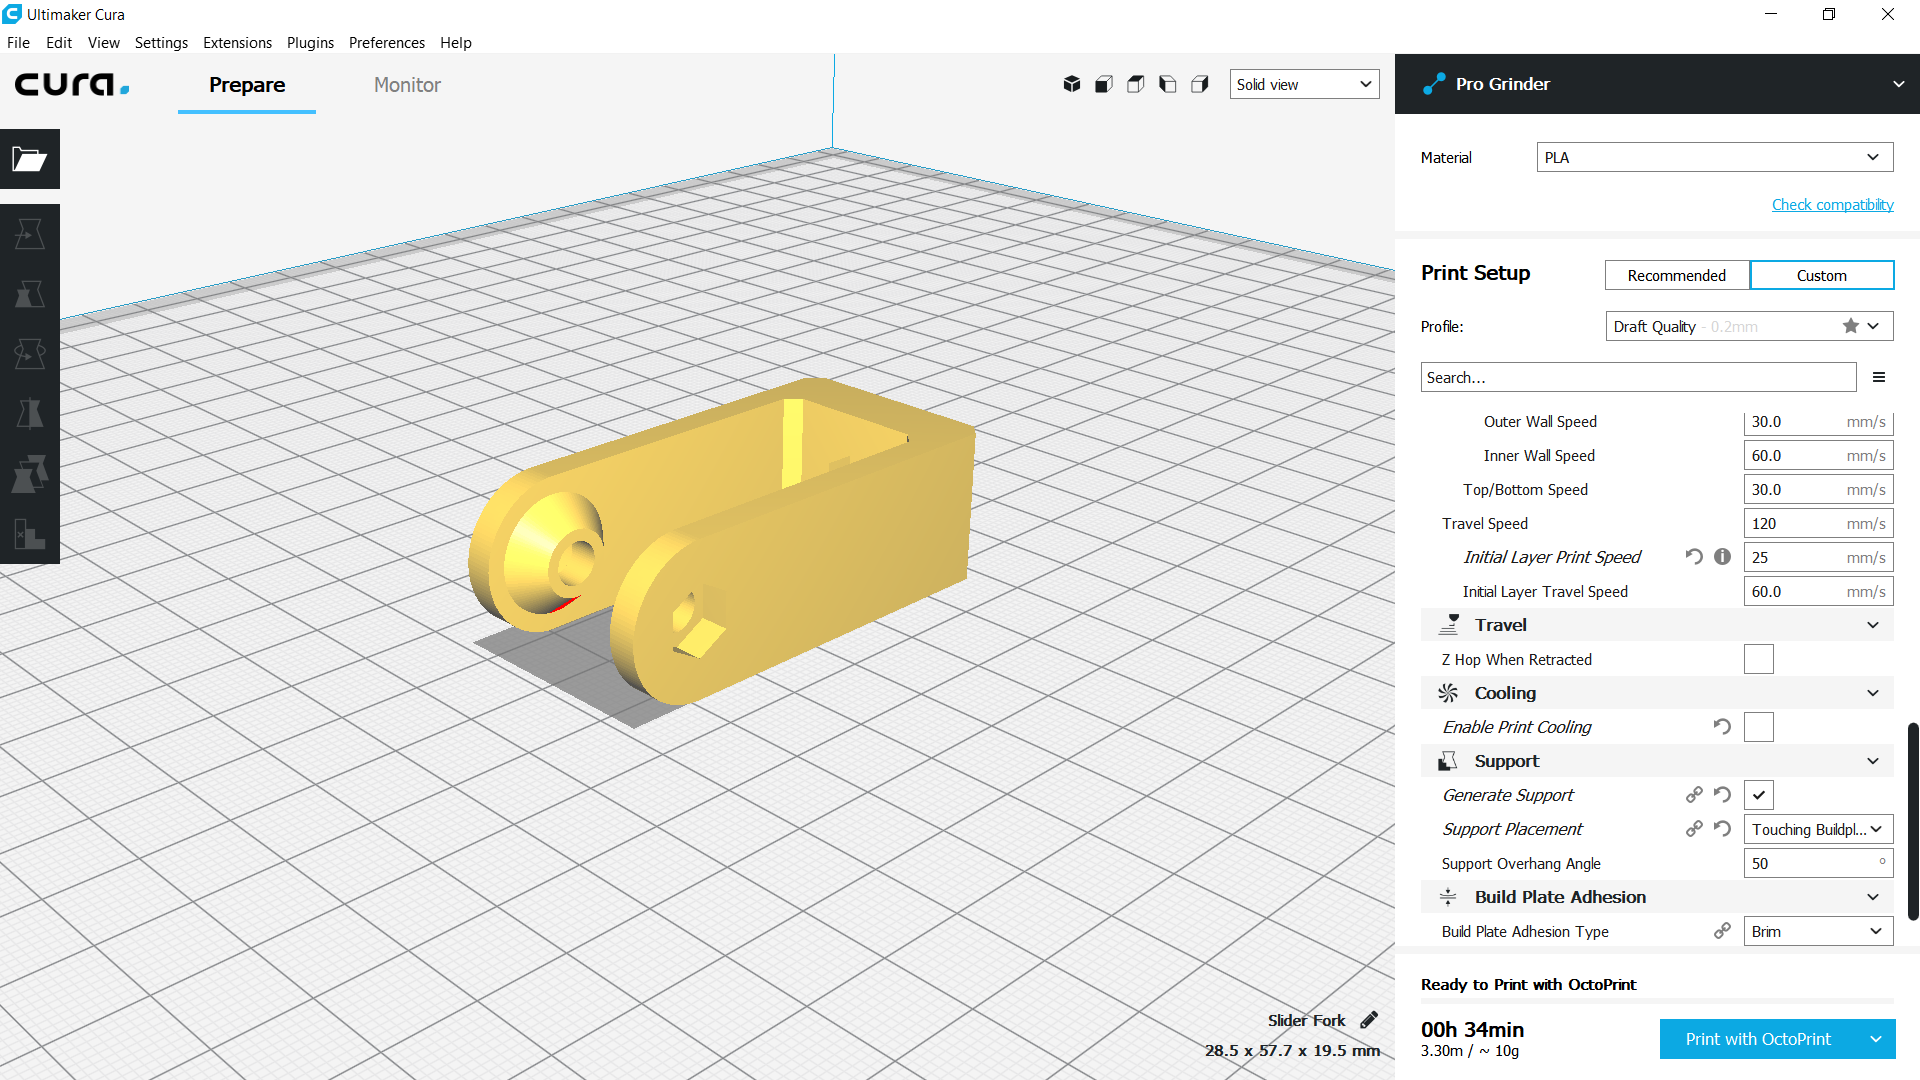 Ultimaker Cura
File Edit View Settings Extensions Plugins Preferences Help
cura.
Prepare
Monitor
Solid view
Pro Grinder
Material
PLA
Check compatibility
Print Setup
Recommended
Custom
Profile:
Draft Quality - 0.2mm
Search...
Outer Wall Speed 30.0 mm/s
Inner Wall Speed 60.0 mm/s
Top/Bottom Speed 30.0 mm/s
Travel Speed 120 mm/s
Initial Layer Print Speed 25 mm/s
Initial Layer Travel Speed 60.0 mm/s
Travel
Z Hop When Retracted
Cooling
Enable Print Cooling
Support
Generate Support
Support Placement Touching Buildpl...
Support Overhang Angle 50 °
Build Plate Adhesion
Build Plate Adhesion Type Brim
Ready to Print with OctoPrint
00h 34min
3.30m / ~ 10g
Print with OctoPrint
Slider Fork
28.5 x 57.7 x 19.5 mm